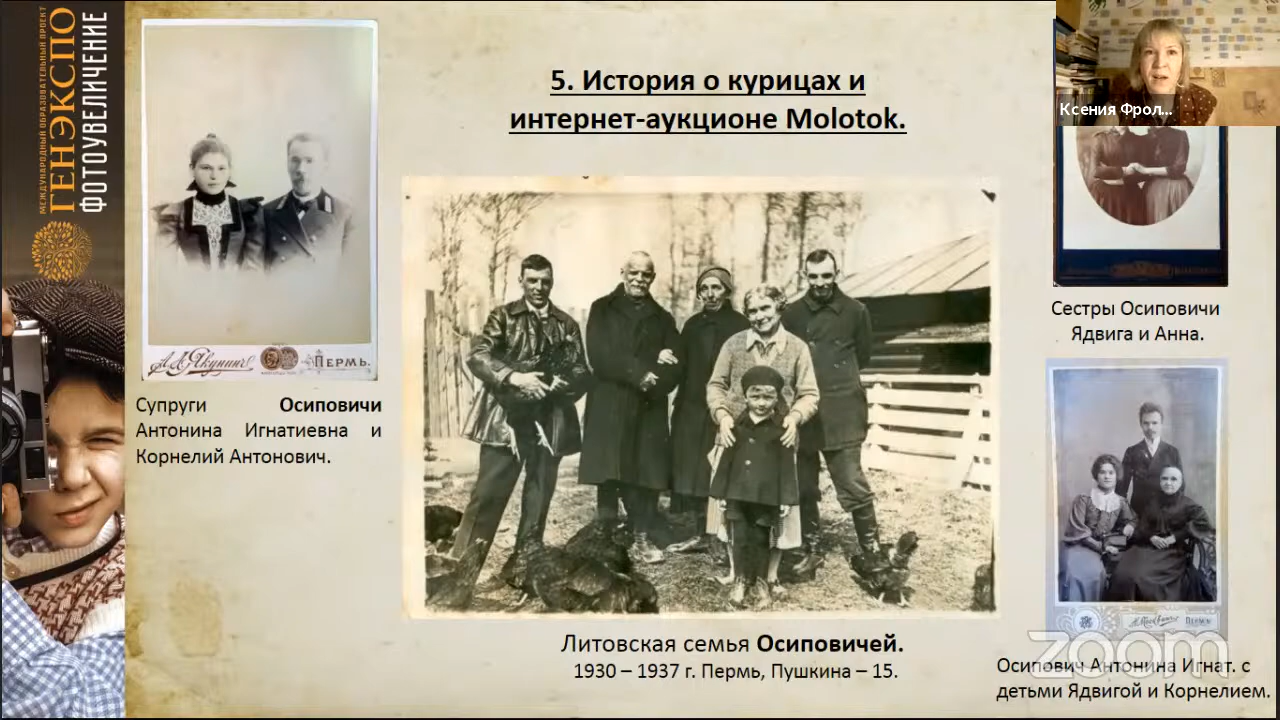 МЕЖДУНАРОДНЫЙ ОБРАЗОВАТЕЛЬНЫЙ ПРОЕКТ
ГЕНЭКСПО
ФОТОУВЕЛИЧЕНИЕ
5. История о курицах и
интернет-аукционе Molotok.
Ксения Фрол...
А.А.Якунинъ
ПЕРМЬ.
Супруги Осиповичи
Антонина Игнатиевна и
Корнелий Антонович.
Сестры Осиповичи
Ядвига и Анна.
Литовская семья Осиповичей.
1930 – 1937 г. Пермь, Пушкина – 15.
zoom
Осипович Антонина Игнат. с
детьми Ядвигой и Корнелием.